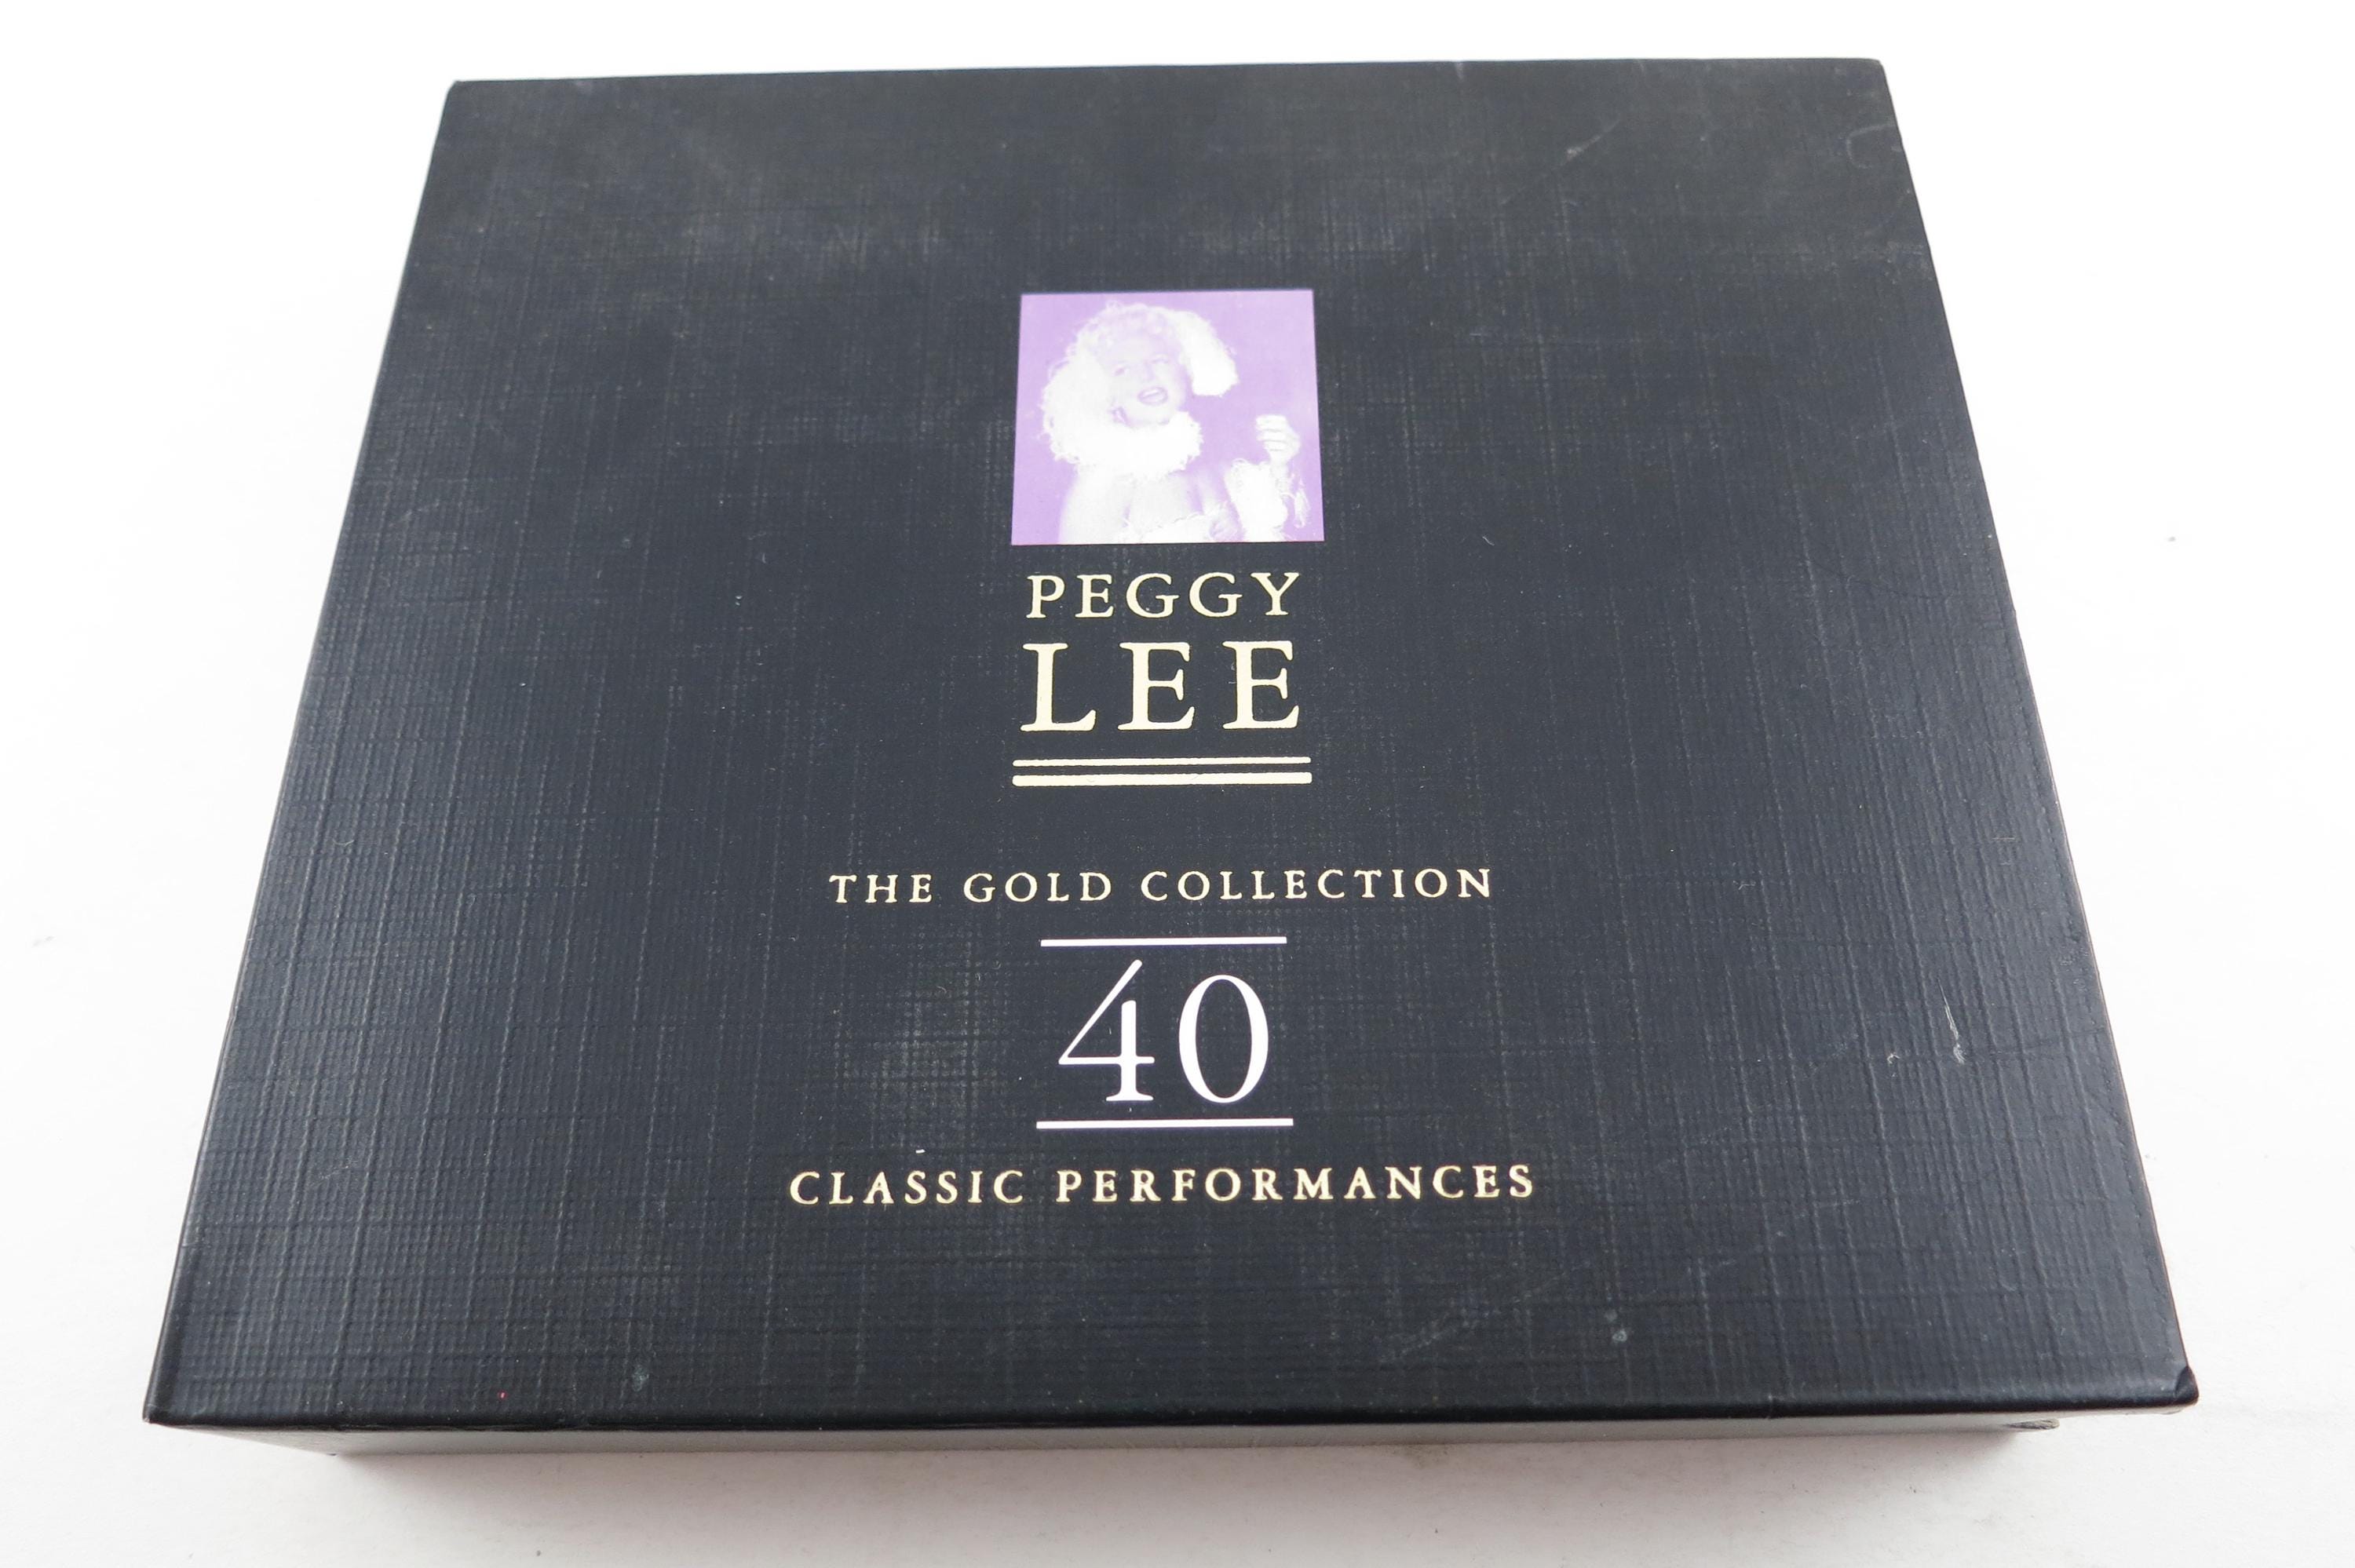 PEGGY
LEE
THE GOLD COLLECTION
40
CLASSIC PERFORMANCES